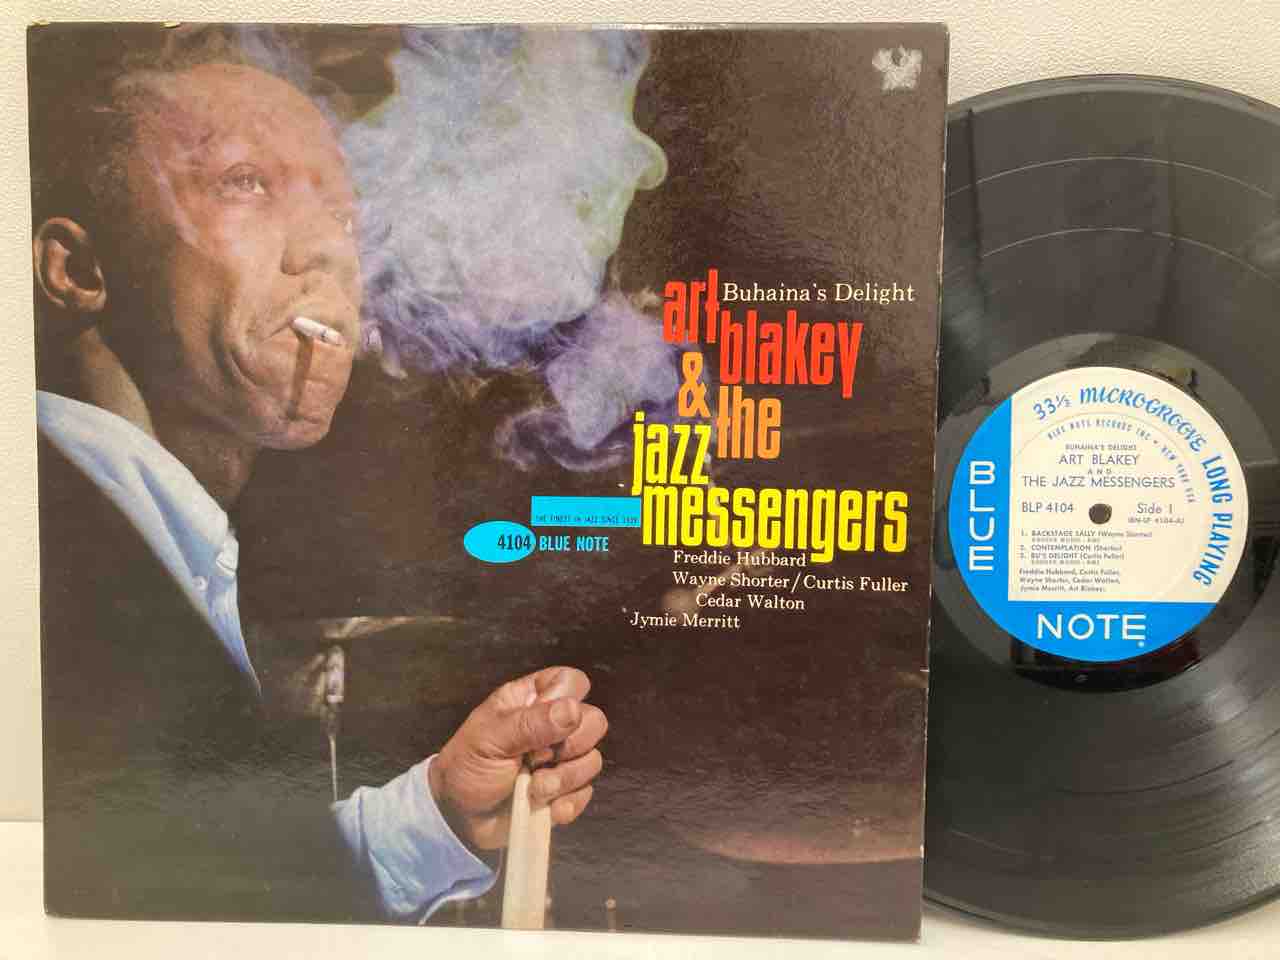 Buhaina's Delight
art
blakey
& the
jazz
messengers
THE FINEST IN JAZZ SINCE 1939
4104 BLUE NOTE
Freddie Hubbard
Wayne Shorter/Curtis Fuller
Cedar Walton
Jymie Merritt
33⅓ MICROGROOVE LONG PLAYING
BLUE NOTE RECORDS INC • NEW YORK USA
BUHAINA'S DELIGHT
ART BLAKEY
AND
THE JAZZ MESSENGERS
BLP 4104 Side 1
1. BACKSTAGE SALLY (Wayne Shorter)
2. CONTEMPLATION (Shorter)
3. BU'S DELIGHT (Curtis Fuller)
Freddie Hubbard, Curtis Fuller,
Wayne Shorter, Cedar Walton,
Jymie Merritt, Art Blakey.
BLUE
NOTE